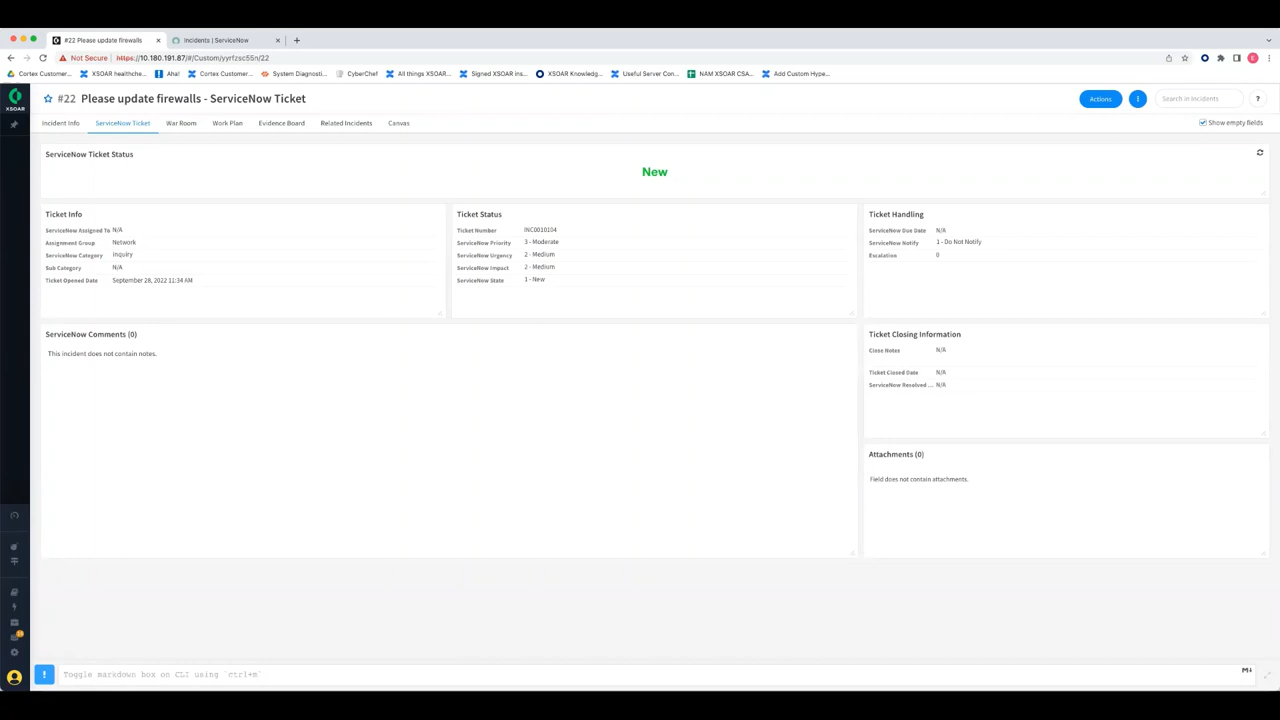 #22 Please update firewalls
Incidents | ServiceNow
Not Secure | https://10.180.191.87/#/Custom/yyrfzsc55n/22
Cortex Customer...
XSOAR healthche...
Aha!
Cortex Customer...
System Diagnosti...
CyberChef
All things XSOAR...
Signed XSOAR ins...
XSOAR Knowledg...
Useful Server Con...
NAM XSOAR CSA...
Add Custom Hype...
XSOAR
#22 Please update firewalls - ServiceNow Ticket
Actions
Search in incidents
?
Incident Info
ServiceNow Ticket
War Room
Work Plan
Evidence Board
Related Incidents
Canvas
Show empty fields
ServiceNow Ticket Status
New
Ticket Info
ServiceNow Assigned To N/A
Assignment Group Network
ServiceNow Category Inquiry
Sub Category N/A
Ticket Opened Date September 28, 2022 11:34 AM
Ticket Status
Ticket Number INC0010104
ServiceNow Priority 3 - Moderate
ServiceNow Urgency 2 - Medium
ServiceNow Impact 2 - Medium
ServiceNow State 1 - New
Ticket Handling
ServiceNow Due Date N/A
ServiceNow Notify 1 - Do Not Notify
Escalation 0
ServiceNow Comments (0)
This incident does not contain notes.
Ticket Closing Information
Close Notes N/A
Ticket Closed Date N/A
ServiceNow Resolved ... N/A
Attachments (0)
Field does not contain attachments.
!
Toggle markdown box on CLI using `ctrl+m`
M+